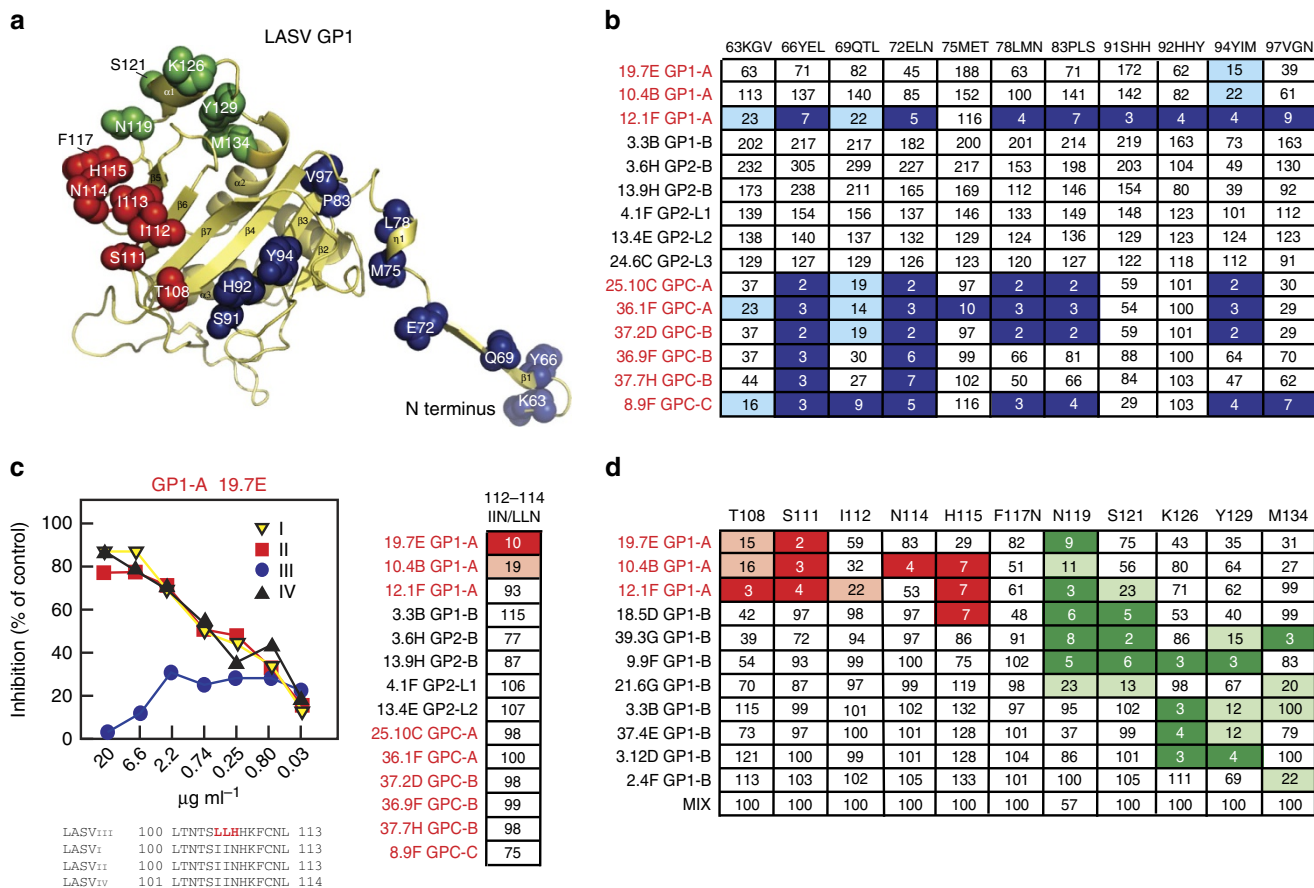 a
LASV GP1
S121
K126
α1
Y129
N119
M134
F117
H115
β5
α2
N114
V97
I113
β6
P83
I112
β7
β4
β3
L78
S111
β2
η1
Y94
M75
T108
α3
H92
S91
E72
Q69
Y66
β1
N terminus
K63
b
63KGV 66YEL 69QTL 72ELN 75MET 78LMN 83PLS 91SHH 92HHY 94YIM 97VGN
19.7E GP1-A 63 71 82 45 188 63 71 172 62 15 39
10.4B GP1-A 113 137 140 85 152 100 141 142 82 22 61
12.1F GP1-A 23 7 22 5 116 4 7 3 4 4 9
3.3B GP1-B 202 217 217 182 200 201 214 219 163 73 163
3.6H GP2-B 232 305 299 227 217 153 198 203 104 49 130
13.9H GP2-B 173 238 211 165 169 112 146 154 80 39 92
4.1F GP2-L1 139 154 156 137 146 133 149 148 123 101 112
13.4E GP2-L2 138 140 137 132 129 124 136 129 123 124 123
24.6C GP2-L3 129 127 129 126 123 120 127 122 118 112 91
25.10C GPC-A 37 2 19 2 97 2 2 59 101 2 30
36.1F GPC-A 23 3 14 3 10 3 3 54 100 3 29
37.2D GPC-B 37 2 19 2 97 2 2 59 101 2 29
36.9F GPC-B 37 3 30 6 99 66 81 88 100 64 70
37.7H GPC-B 44 3 27 7 102 50 66 84 103 47 62
8.9F GPC-C 16 3 9 5 116 3 4 29 103 4 7
c
GP1-A 19.7E
Inhibition (% of control)
100
80
60
40
20
0
I
II
III
IV
20 6.6 2.2 0.74 0.25 0.80 0.03
μg ml⁻¹
LASVIII 100 LTNTSLLHHKFCNL 113
LASVI 100 LTNTSIINHKFCNL 113
LASVII 100 LTNTSIINHKFCNL 113
LASVIV 101 LTNTSIINHKFCNL 114
112–114
IIN/LLN
19.7E GP1-A 10
10.4B GP1-A 19
12.1F GP1-A 93
3.3B GP1-B 115
3.6H GP2-B 77
13.9H GP2-B 87
4.1F GP2-L1 106
13.4E GP2-L2 107
25.10C GPC-A 98
36.1F GPC-A 100
37.2D GPC-B 98
36.9F GPC-B 99
37.7H GPC-B 98
8.9F GPC-C 75
d
T108 S111 I112 N114 H115 F117N N119 S121 K126 Y129 M134
19.7E GP1-A 15 2 59 83 29 82 9 75 43 35 31
10.4B GP1-A 16 3 32 4 7 51 11 56 80 64 27
12.1F GP1-A 3 4 22 53 7 61 3 23 71 62 99
18.5D GP1-B 42 97 98 97 7 48 6 5 53 40 99
39.3G GP1-B 39 72 94 97 86 91 8 2 86 15 3
9.9F GP1-B 54 93 99 100 75 102 5 6 3 3 83
21.6G GP1-B 70 87 97 99 119 98 23 13 98 67 20
3.3B GP1-B 115 99 101 102 132 97 95 102 3 12 100
37.4E GP1-B 73 97 100 101 128 101 37 99 4 12 79
3.12D GP1-B 121 100 99 101 128 101 86 101 3 4 100
2.4F GP1-B 113 103 102 105 133 101 100 105 111 69 22
MIX 100 100 100 100 100 100 57 100 100 100 100